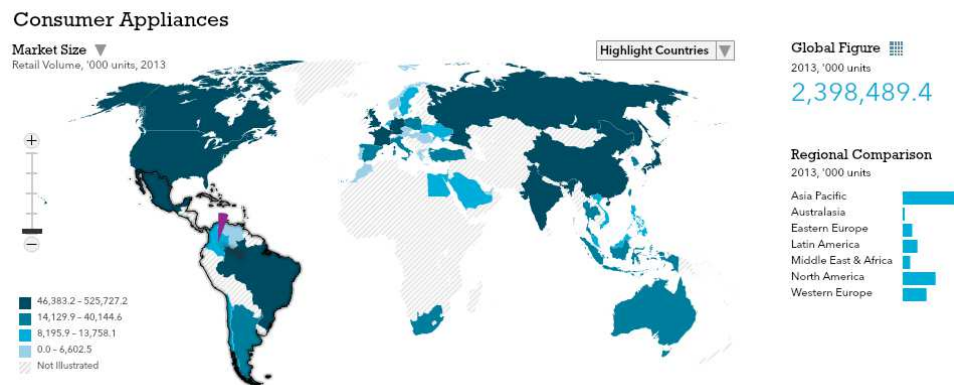 Consumer Appliances
Market Size
Retail Volume, '000 units, 2013
Highlight Countries
Global Figure
2013, '000 units
2,398,489.4
+
−
Regional Comparison
2013, '000 units
Asia Pacific
Australasia
Eastern Europe
Latin America
Middle East & Africa
North America
Western Europe
46,383.2 – 525,727.2
14,129.9 – 40,144.6
8,195.9 – 13,758.1
0.0 – 6,602.5
Not Illustrated